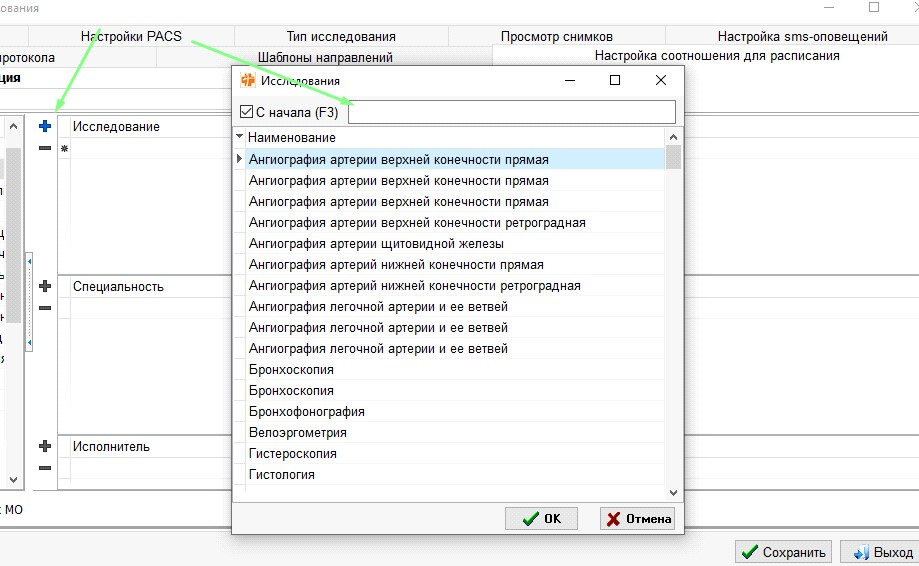 ования
Настройки PACS Тип исследования Просмотр снимков Настройка sms-оповещений
протокола Шаблоны направлений Настройка соотношения для расписания
ция
Исследования
С начала (F3)
Исследование
Наименование
Ангиография артерии верхней конечности прямая
Ангиография артерии верхней конечности прямая
Ангиография артерии верхней конечности прямая
Ангиография артерии верхней конечности ретроградная
Ангиография артерии щитовидной железы
Ангиография артерий нижней конечности прямая
Специальность
Ангиография артерий нижней конечности ретроградная
Ангиография легочной артерии и ее ветвей
Ангиография легочной артерии и ее ветвей
Ангиография легочной артерии и ее ветвей
Бронхоскопия
Бронхоскопия
Бронхофонография
Велоэргометрия
Исполнитель
Гистероскопия
Гистология
: МО
OK Отмена
Сохранить Выход